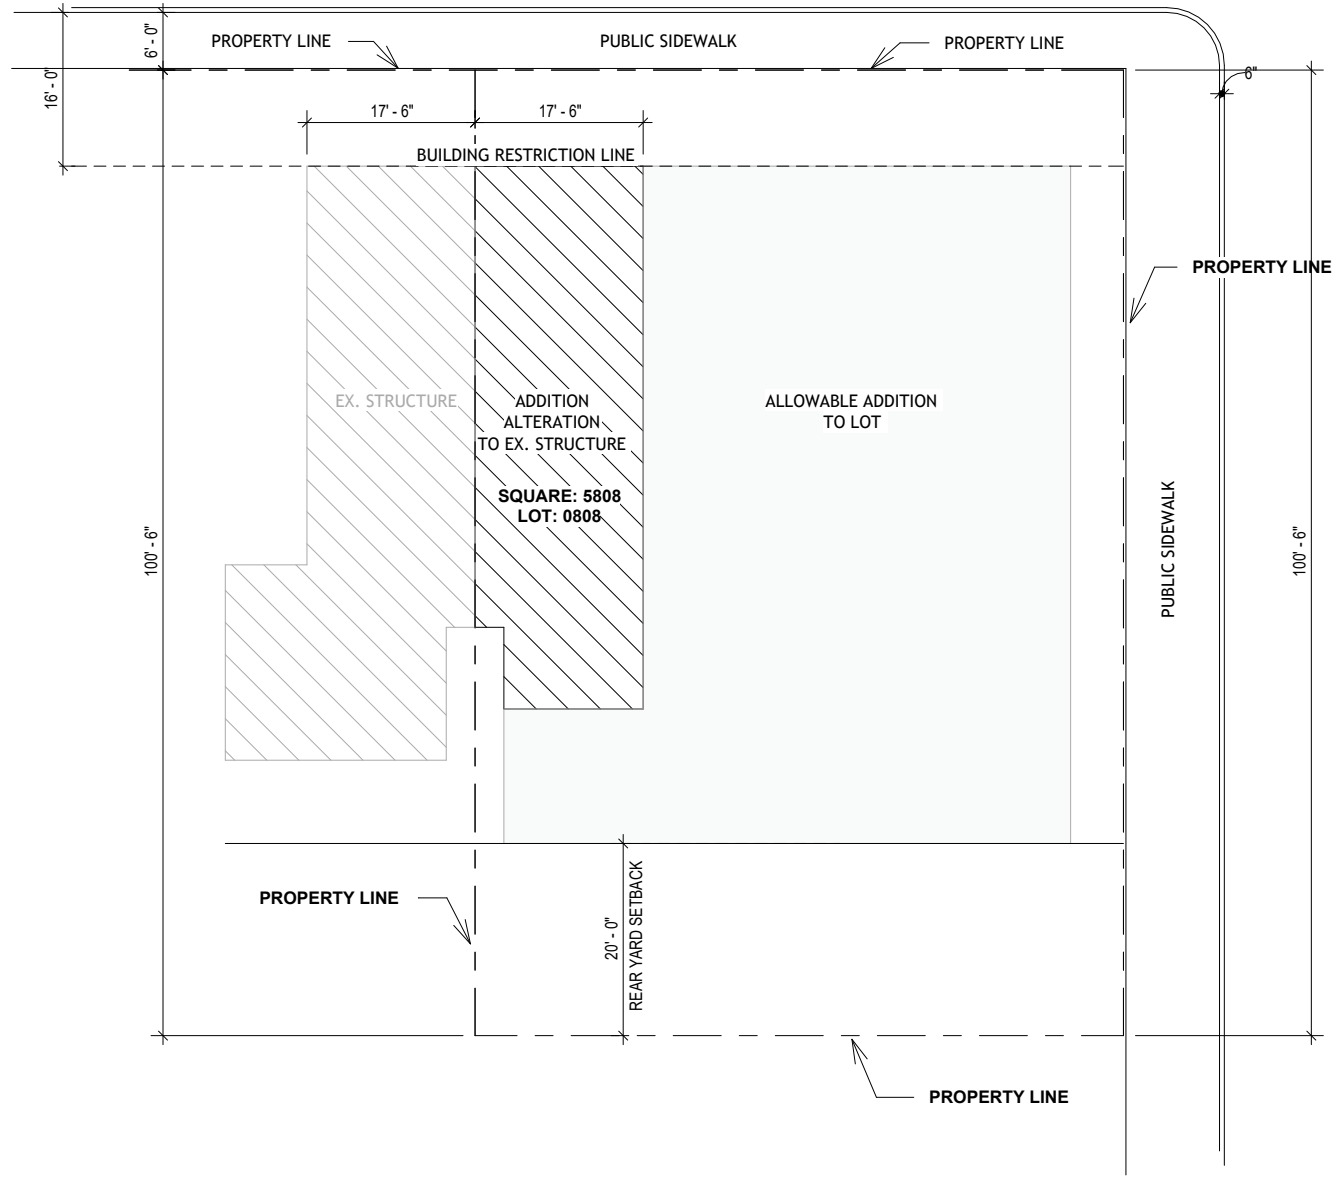 6' - 0"
PROPERTY LINE
PUBLIC SIDEWALK
PROPERTY LINE
16' - 0"
6"
17' - 6"
17' - 6"
BUILDING RESTRICTION LINE
PROPERTY LINE
EX. STRUCTURE
ADDITION
ALTERATION
TO EX. STRUCTURE
ALLOWABLE ADDITION
TO LOT
SQUARE: 5808
LOT: 0808
100' - 6"
PUBLIC SIDEWALK
100' - 6"
PROPERTY LINE
20' - 0"
REAR YARD SETBACK
PROPERTY LINE